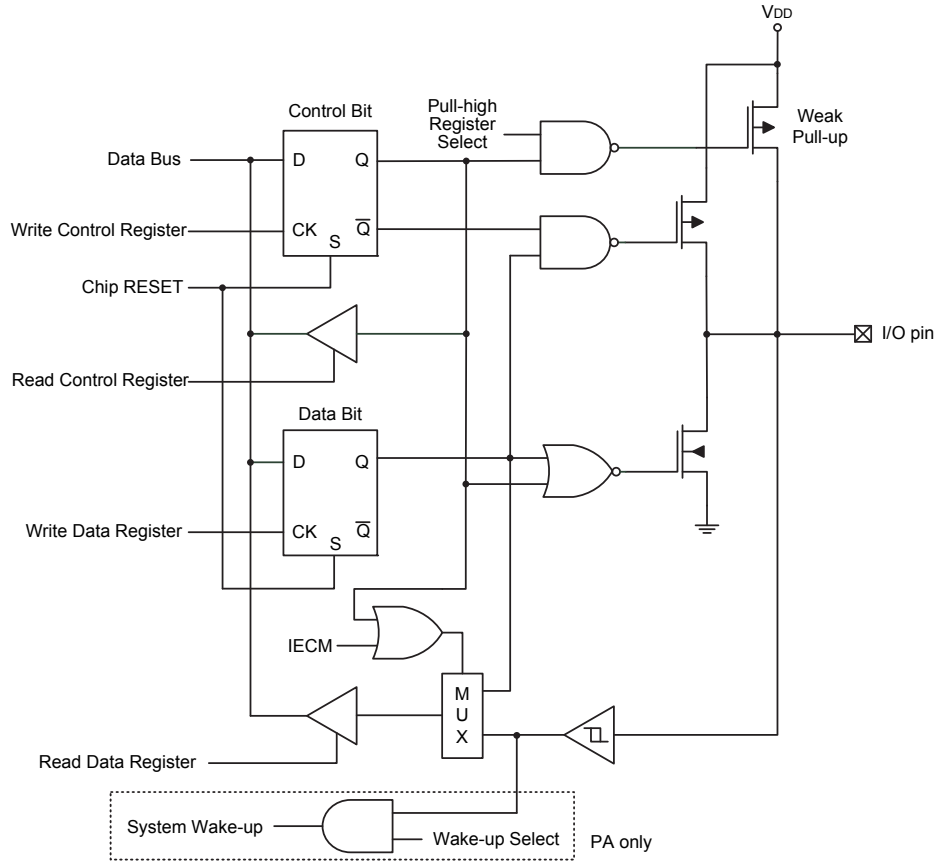 VDD
Control Bit
Pull-high
Register
Select
Weak
Pull-up
Data Bus
D
Q
Write Control Register
CK
S
Q̅
Chip RESET
I/O pin
Read Control Register
Data Bit
D
Q
Write Data Register
CK
S
Q̅
IECM
M
U
X
Read Data Register
System Wake-up
Wake-up Select
PA only